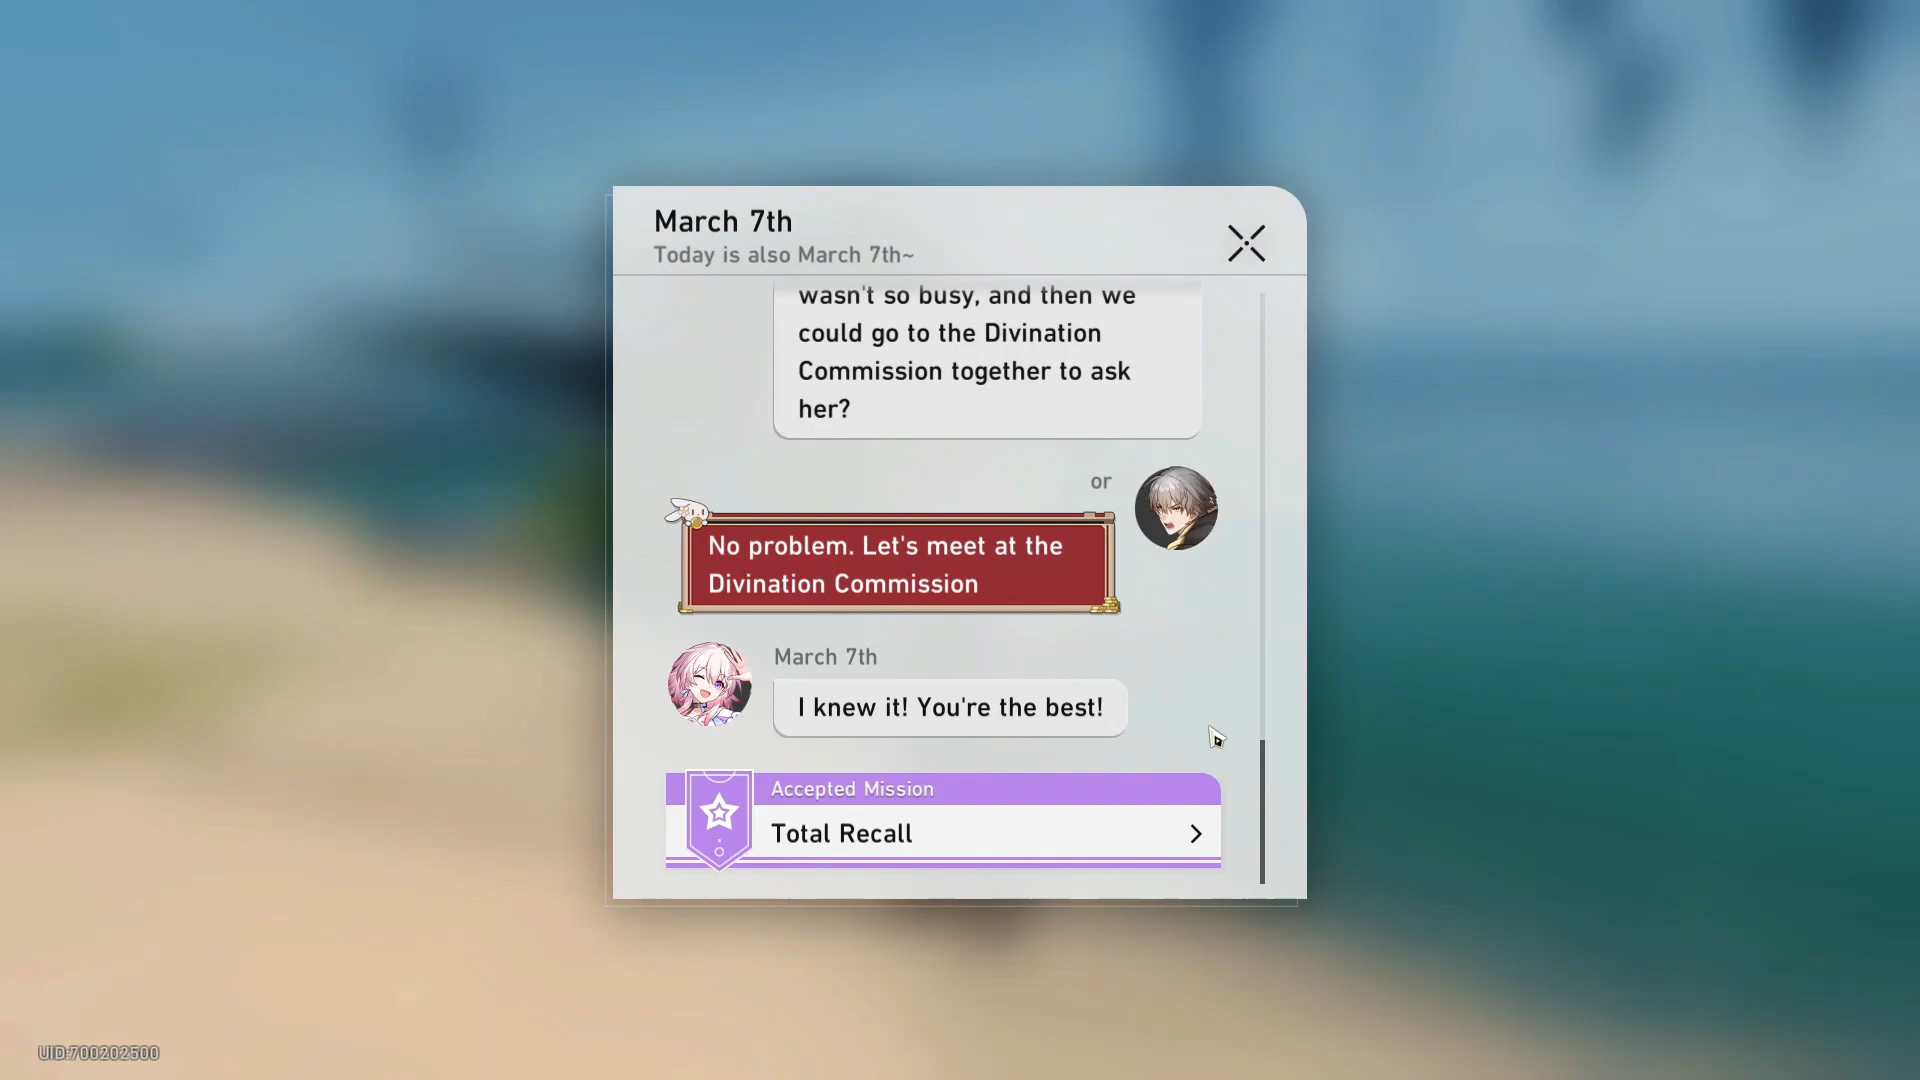 March 7th
Today is also March 7th~
wasn't so busy, and then we
could go to the Divination
Commission together to ask
her?
or
No problem. Let's meet at the
Divination Commission
March 7th
I knew it! You're the best!
Accepted Mission
Total Recall
UID:700202500